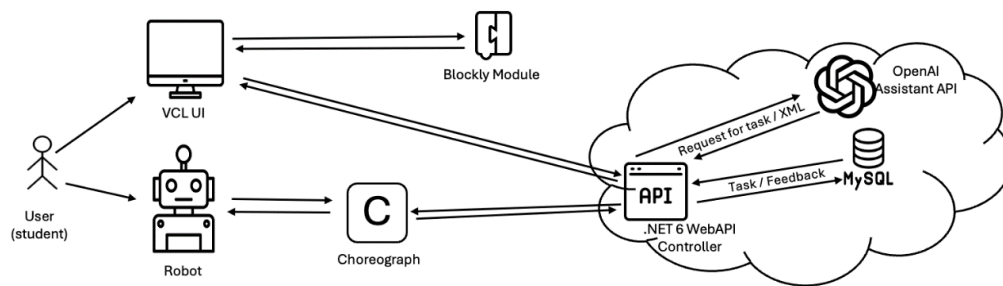 VCL UI
Blockly Module
OpenAI
Assistant API
Request for task / XML
Task / Feedback
MySQL
API
.NET 6 WebAPI
Controller
User
(student)
Robot
C
Choreograph